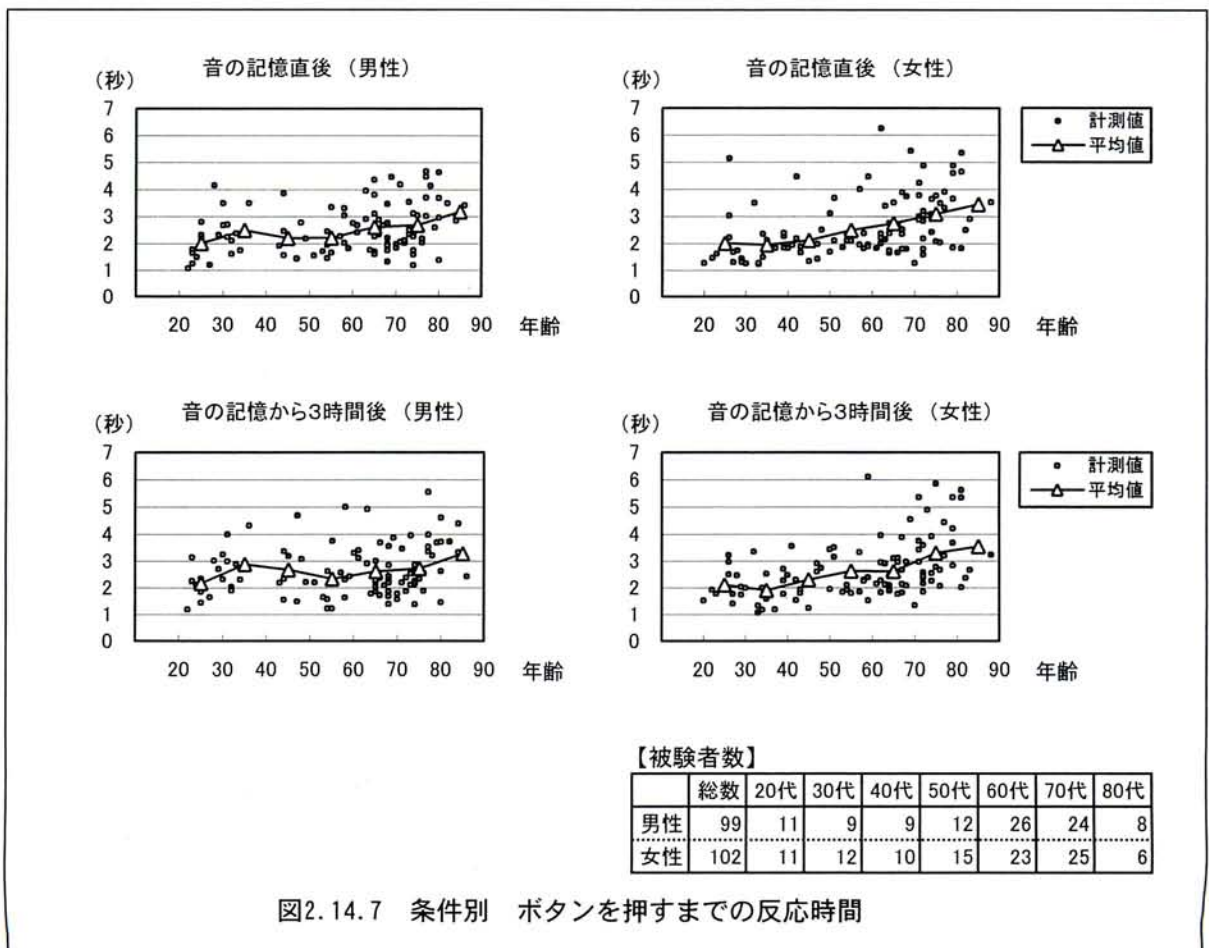 音の記憶直後 （男性）
(秒)
7
6
5
4
3
2
1
0
20 30 40 50 60 70 80 90 年齢
音の記憶直後 （女性）
(秒)
7
6
5
4
3
2
1
0
20 30 40 50 60 70 80 90 年齢
計測値
平均値
音の記憶から3時間後 （男性）
(秒)
7
6
5
4
3
2
1
0
20 30 40 50 60 70 80 90 年齢
音の記憶から3時間後 （女性）
(秒)
7
6
5
4
3
2
1
0
20 30 40 50 60 70 80 90 年齢
計測値
平均値
【被験者数】
総数 20代 30代 40代 50代 60代 70代 80代
男性 99 11 9 9 12 26 24 8
女性 102 11 12 10 15 23 25 6
図2.14.7 条件別 ボタンを押すまでの反応時間